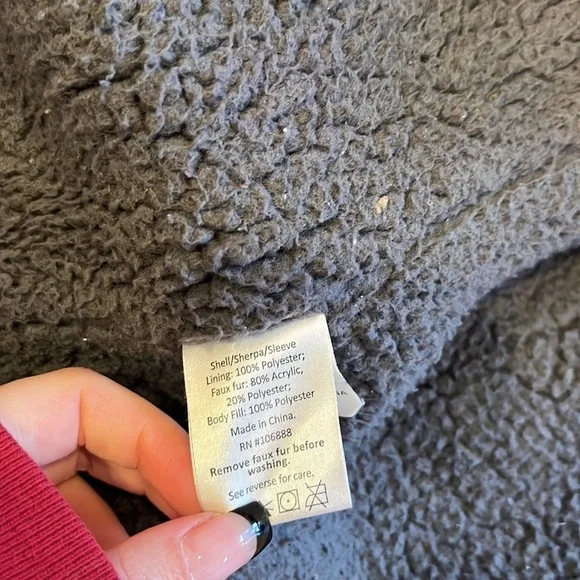 Shell/Sherpa/Sleeve
Lining: 100% Polyester;
Faux fur: 80% Acrylic,
20% Polyester;
Body Fill: 100% Polyester
Made in China.
RN #106888
Remove faux fur before
washing.
See reverse for care.